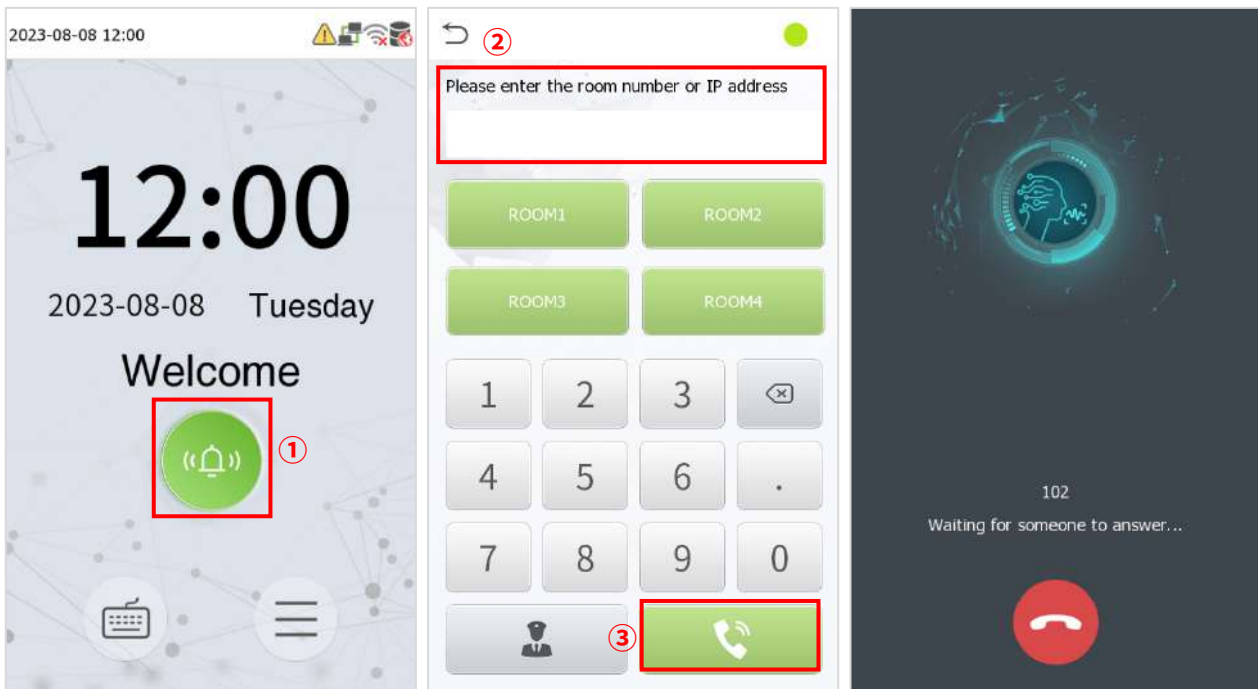 2023-08-08 12:00
12:00
2023-08-08 Tuesday
Welcome
①
②
Please enter the room number or IP address
ROOM1 ROOM2
ROOM3 ROOM4
1 2 3
4 5 6 .
7 8 9 0
③
102
Waiting for someone to answer...